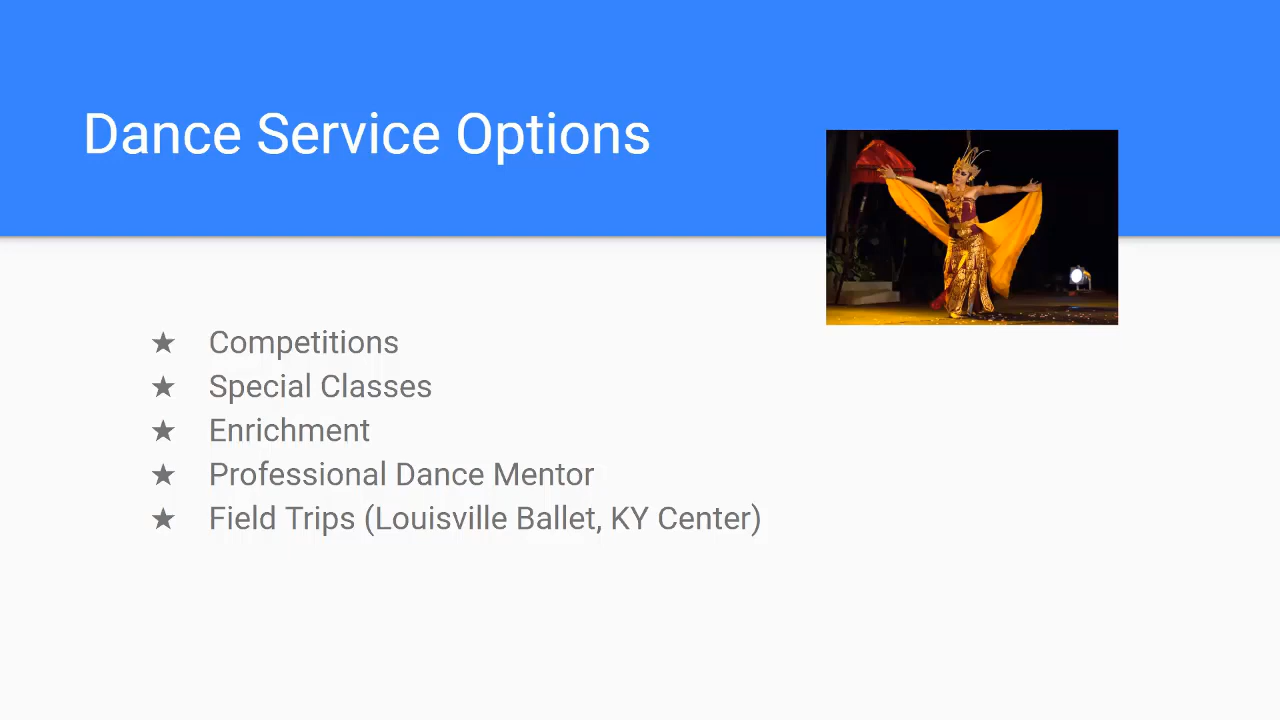 Dance Service Options
★ Competitions
★ Special Classes
★ Enrichment
★ Professional Dance Mentor
★ Field Trips (Louisville Ballet, KY Center)